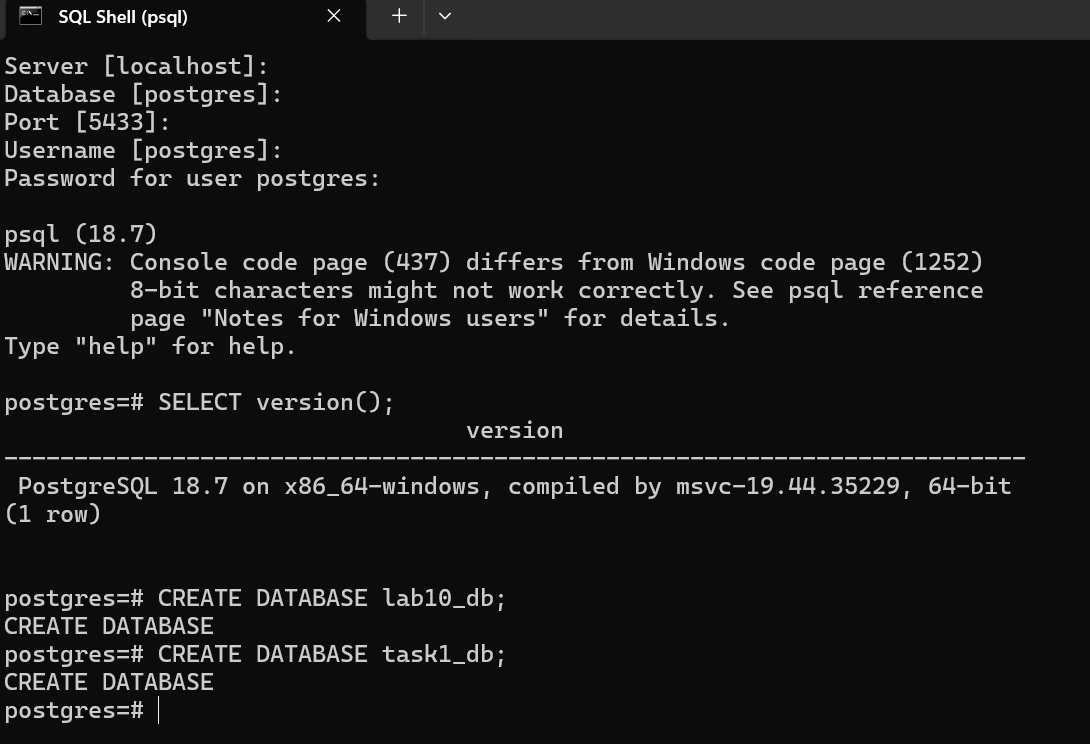 SQL Shell (psql)
Server [localhost]:
Database [postgres]:
Port [5433]:
Username [postgres]:
Password for user postgres:
psql (18.7)
WARNING: Console code page (437) differs from Windows code page (1252)
         8-bit characters might not work correctly. See psql reference
         page "Notes for Windows users" for details.
Type "help" for help.
postgres=# SELECT version();
                                 version
-------------------------------------------------------------------------
 PostgreSQL 18.7 on x86_64-windows, compiled by msvc-19.44.35229, 64-bit
(1 row)
postgres=# CREATE DATABASE lab10_db;
CREATE DATABASE
postgres=# CREATE DATABASE task1_db;
CREATE DATABASE
postgres=#